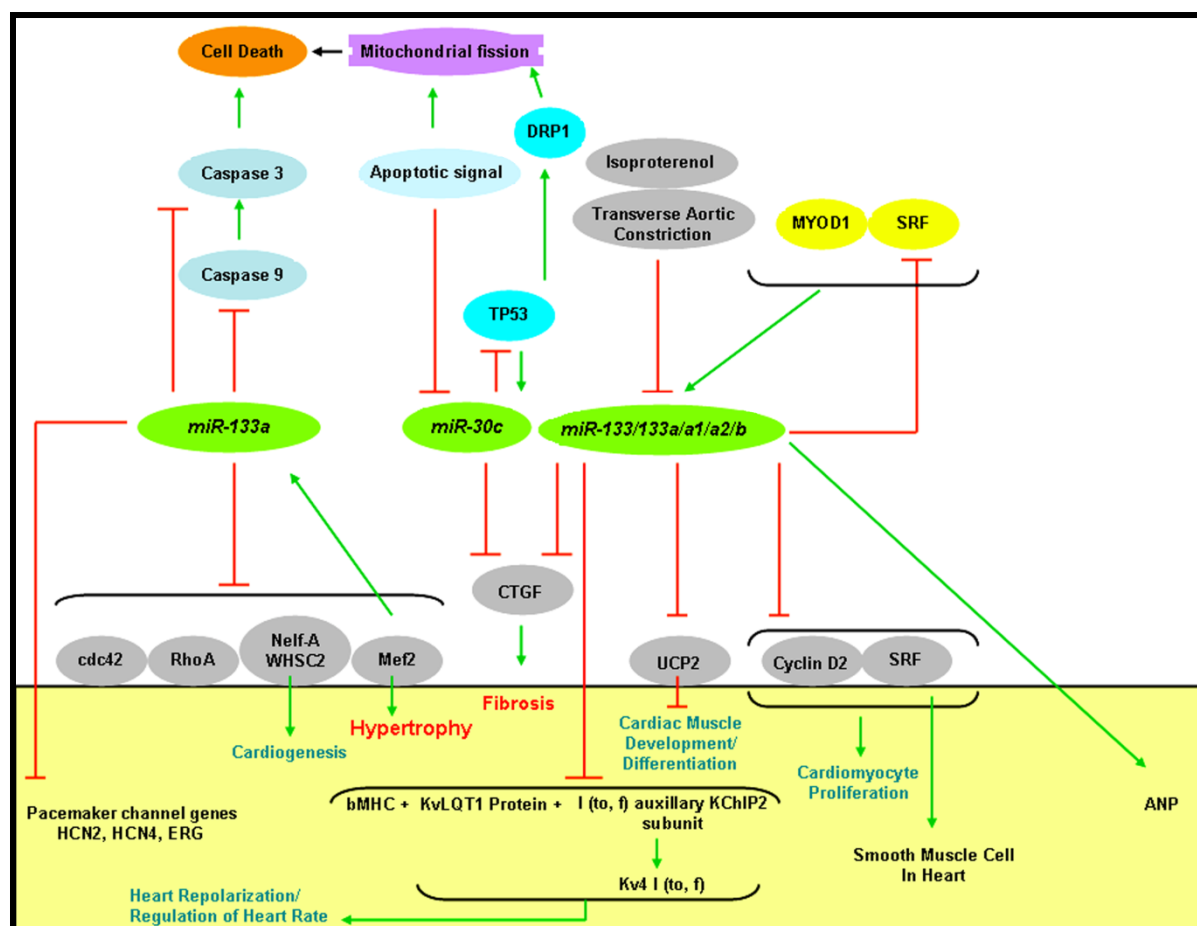 Cell Death
Mitochondrial fission
DRP1
Isoproterenol
Caspase 3
Apoptotic signal
Transverse Aortic
Constriction
MYOD1
SRF
Caspase 9
TP53
miR-133a
miR-30c
miR-133/133a/a1/a2/b
CTGF
cdc42
RhoA
Nelf-A
WHSC2
Mef2
UCP2
Cyclin D2
SRF
Fibrosis
Hypertrophy
Cardiogenesis
Cardiac Muscle
Development/
Differentiation
Cardiomyocyte
Proliferation
Pacemaker channel genes
HCN2, HCN4, ERG
bMHC + KvLQT1 Protein + I (to, f) auxillary KChIP2
subunit
ANP
Smooth Muscle Cell
In Heart
Kv4 I (to, f)
Heart Repolarization/
Regulation of Heart Rate